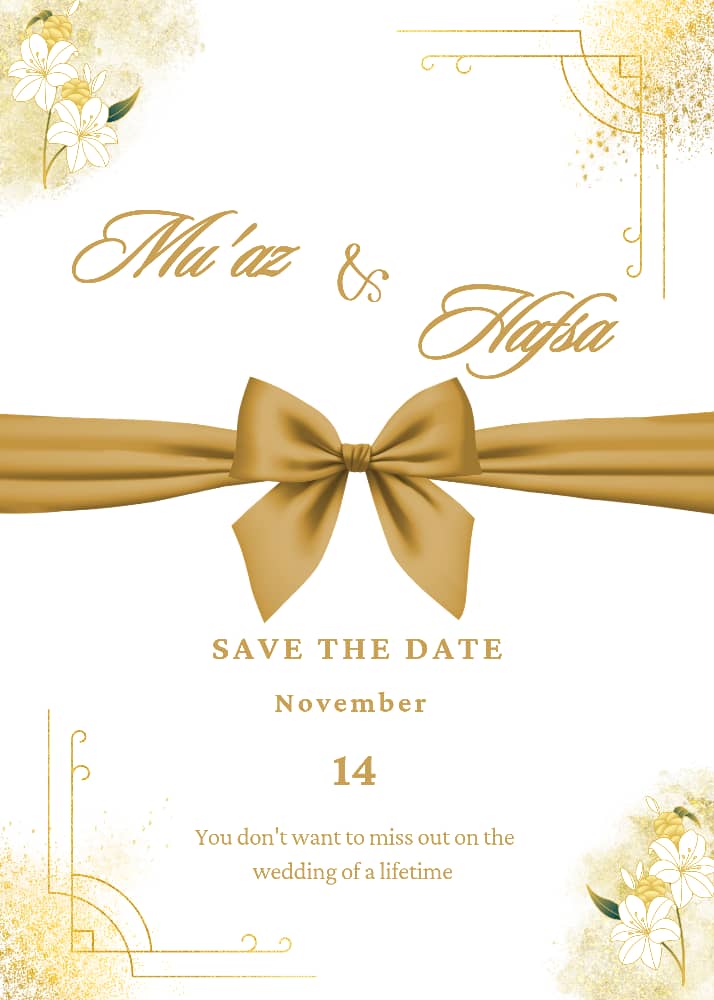 Mu'az
&
Hafsa
SAVE THE DATE
November
14
You don't want to miss out on the
wedding of a lifetime